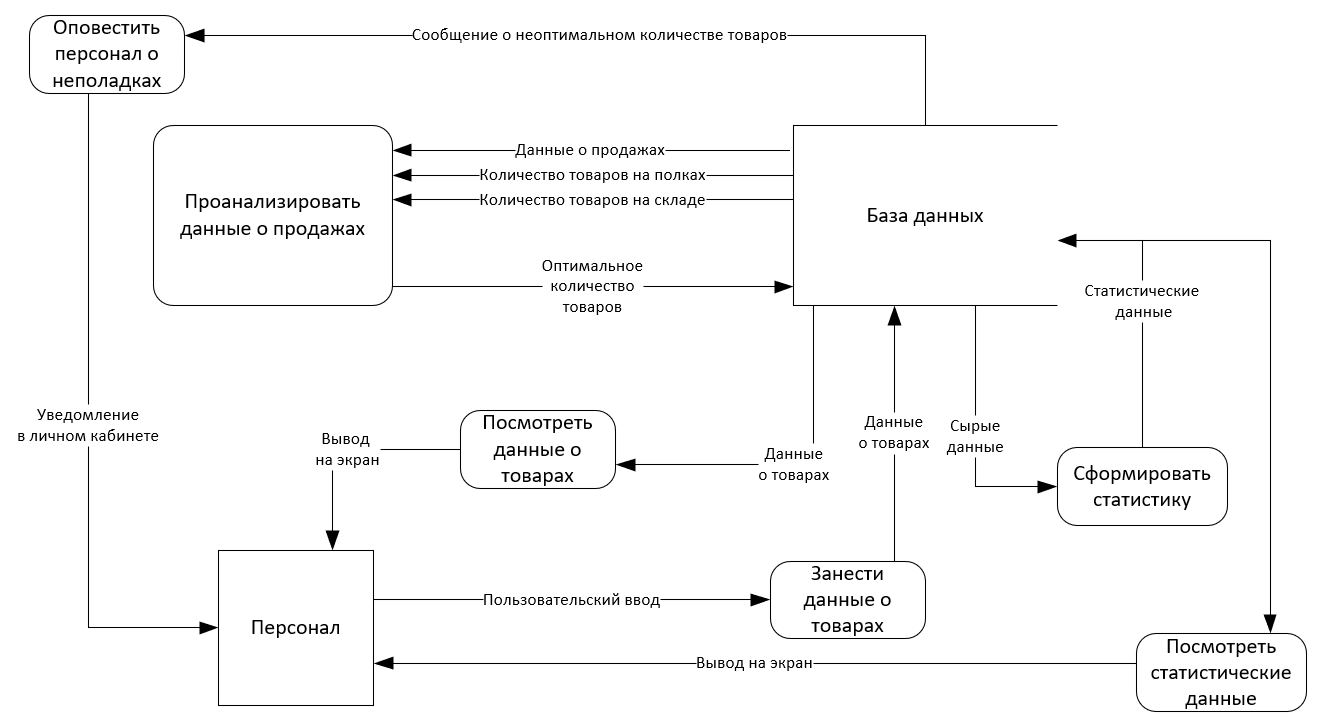 Оповестить
персонал о
неполадках
Сообщение о неоптимальном количестве товаров
Данные о продажах
Количество товаров на полках
Количество товаров на складе
Проанализировать
данные о продажах
База данных
Оптимальное
количество
товаров
Статистические
данные
Уведомление
в личном кабинете
Вывод
на экран
Посмотреть
данные о
товарах
Данные
о товарах
Данные
о товарах
Сырые
данные
Сформировать
статистику
Персонал
Пользовательский ввод
Занести
данные о
товарах
Вывод на экран
Посмотреть
статистические
данные